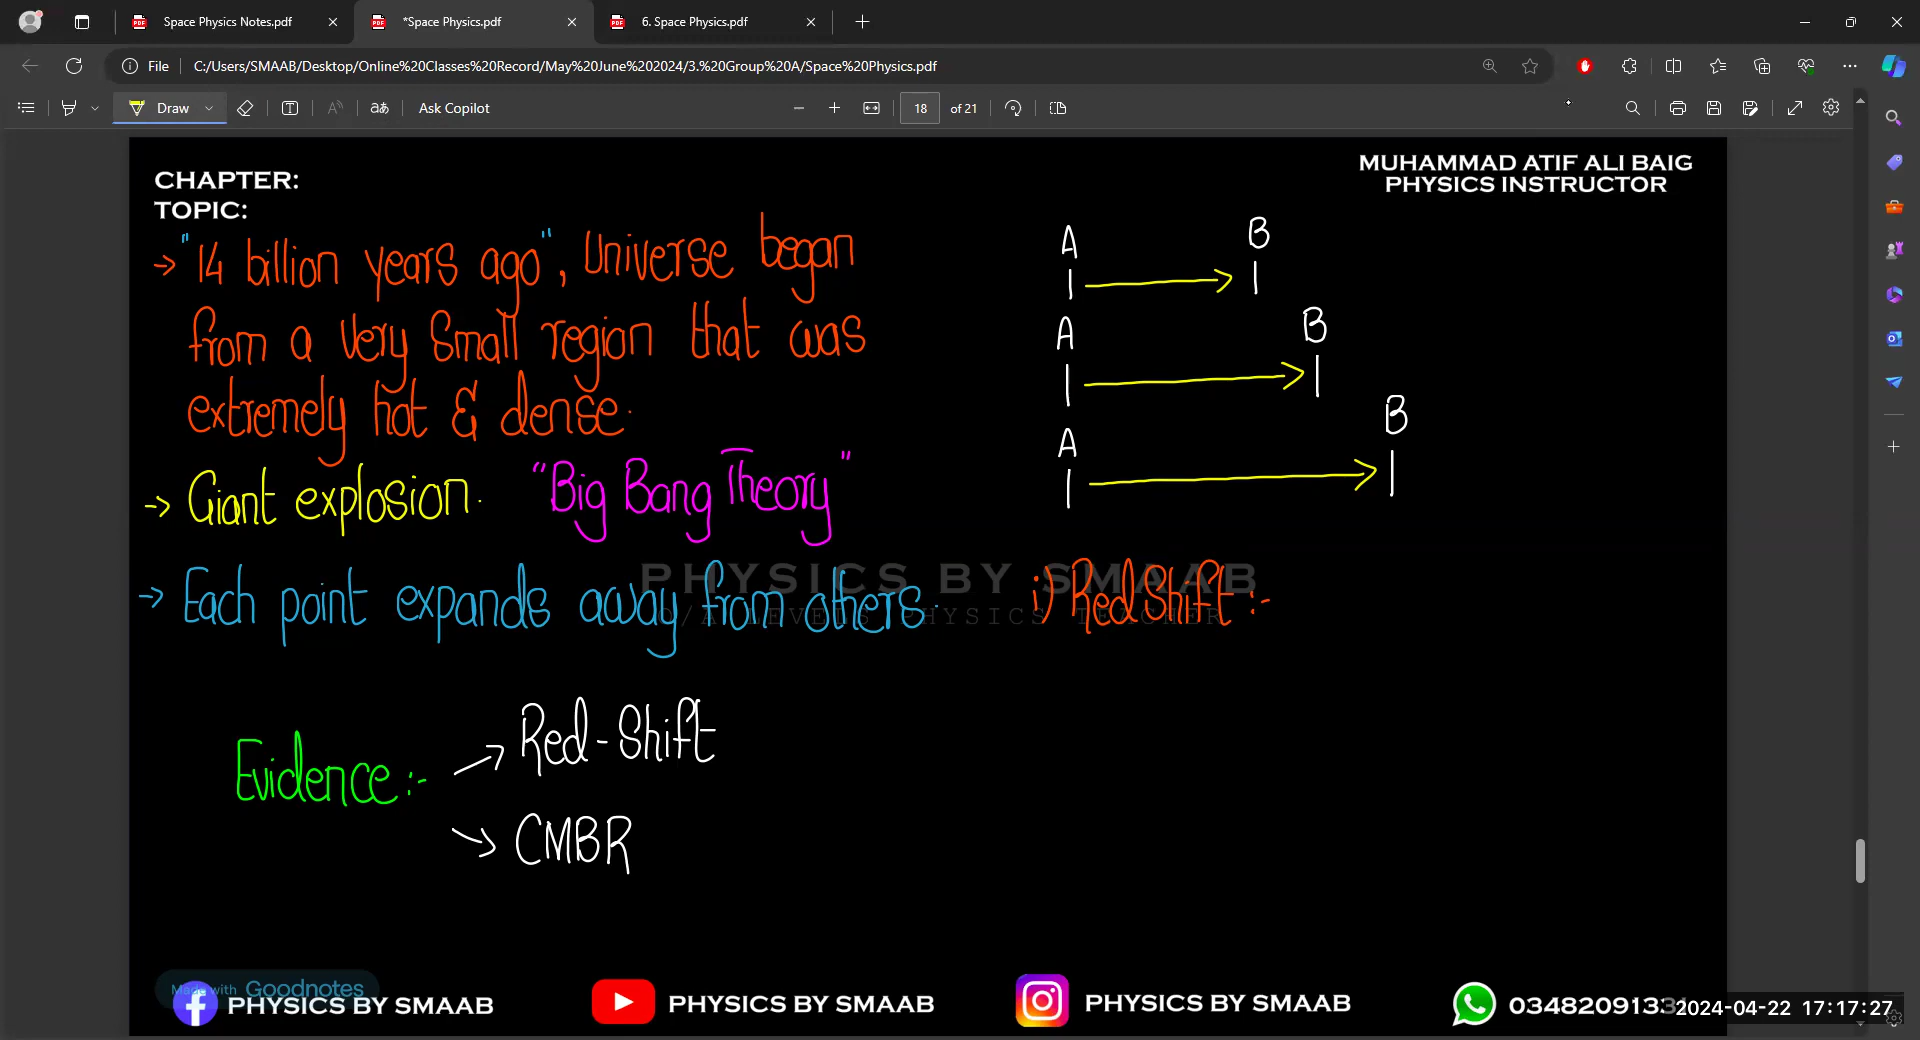 Space Physics Notes.pdf
*Space Physics.pdf
6. Space Physics.pdf
File
C:/Users/SMAAB/Desktop/Online%20Classes%20Record/May%20June%202024/3.%20Group%20A/Space%20Physics.pdf
Draw
Ask Copilot
18 of 21
CHAPTER:
TOPIC:
MUHAMMAD ATIF ALI BAIG
PHYSICS INSTRUCTOR
→ "14 billion years ago", Universe began
from a very small region that was
extremely hot & dense.
→ Giant explosion. "Big Bang Theory"
→ Each point expands away from others.
Evidence:-
→ Red-Shift
→ CMBR
A B
A B
A B
i) RedShift :-
PHYSICS BY SMAAB
O/A LEVELS PHYSICS TEACHER
Made with Goodnotes
PHYSICS BY SMAAB
PHYSICS BY SMAAB
PHYSICS BY SMAAB
2024-04-22 17:17:27